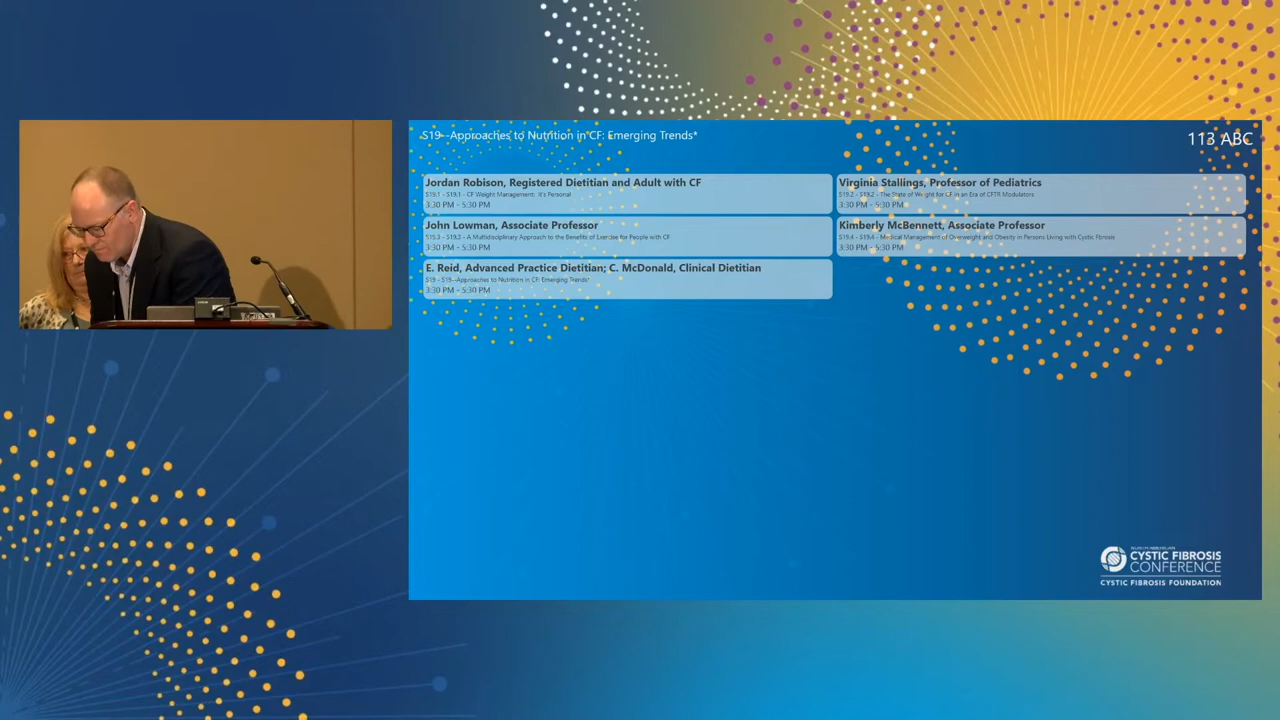 S19--Approaches to Nutrition in CF: Emerging Trends*
113 ABC
Jordan Robison, Registered Dietitian and Adult with CF
S19.1 - S19.1 - CF Weight Management: It's Personal
3:30 PM - 5:30 PM
Virginia Stallings, Professor of Pediatrics
S19.2 - S19.2 - The State of Weight for CF in an Era of CFTR Modulators
3:30 PM - 5:30 PM
John Lowman, Associate Professor
S19.3 - S19.3 - A Multidisciplinary Approach to the Benefits of Exercise for People with CF
3:30 PM - 5:30 PM
Kimberly McBennett, Associate Professor
S19.4 - S19.4 - Medical Management of Overweight and Obesity in Persons Living with Cystic Fibrosis
3:30 PM - 5:30 PM
E. Reid, Advanced Practice Dietitian; C. McDonald, Clinical Dietitian
S19 - S19--Approaches to Nutrition in CF: Emerging Trends*
3:30 PM - 5:30 PM
NORTH AMERICAN
CYSTIC FIBROSIS
CONFERENCE
CYSTIC FIBROSIS FOUNDATION